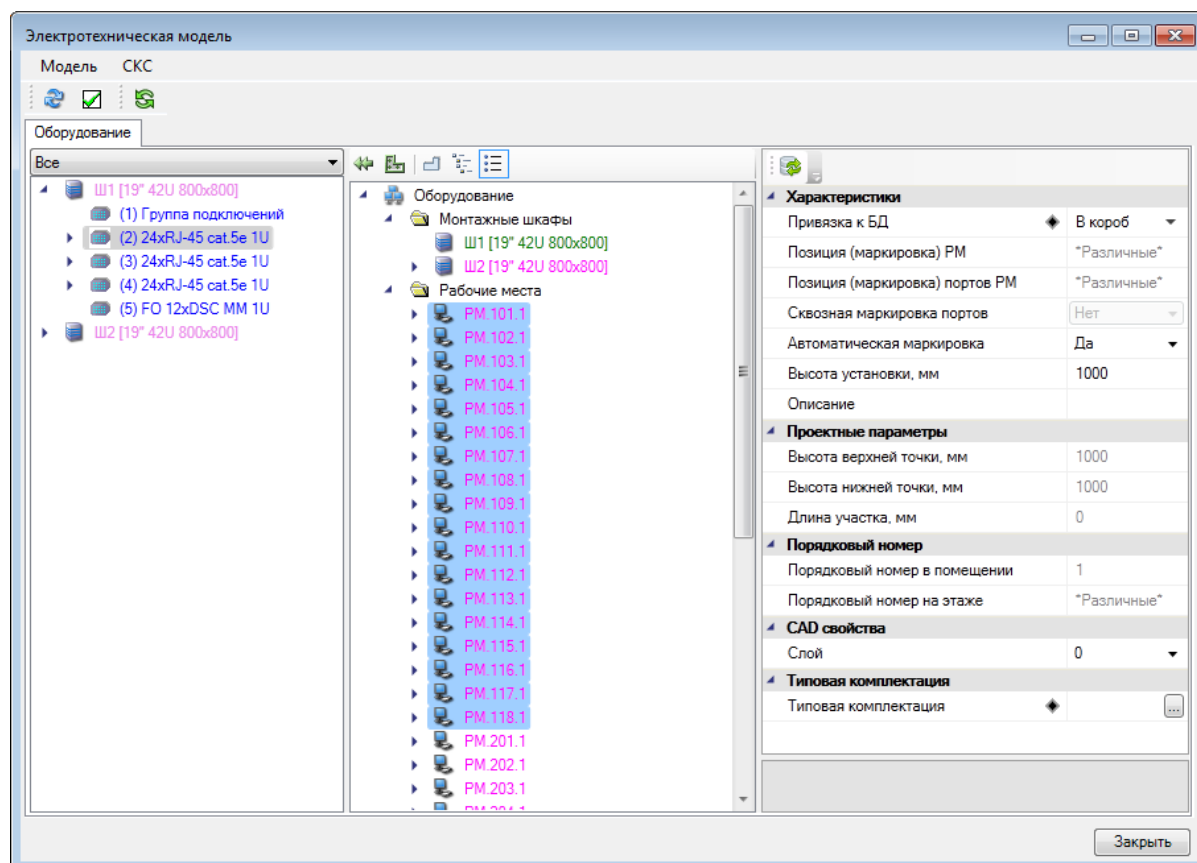 Электротехническая модель
Модель СКС
Оборудование
Все
Ш1 [19" 42U 800x800]
(1) Группа подключений
(2) 24xRJ-45 cat.5e 1U
(3) 24xRJ-45 cat.5e 1U
(4) 24xRJ-45 cat.5e 1U
(5) FO 12xDSC MM 1U
Ш2 [19" 42U 800x800]
Оборудование
Монтажные шкафы
Ш1 [19" 42U 800x800]
Ш2 [19" 42U 800x800]
Рабочие места
РМ.101.1
РМ.102.1
РМ.103.1
РМ.104.1
РМ.105.1
РМ.106.1
РМ.107.1
РМ.108.1
РМ.109.1
РМ.110.1
РМ.111.1
РМ.112.1
РМ.113.1
РМ.114.1
РМ.115.1
РМ.116.1
РМ.117.1
РМ.118.1
РМ.201.1
РМ.202.1
РМ.203.1
РМ.204.1
Характеристики
Привязка к БД В короб
Позиция (маркировка) РМ *Различные*
Позиция (маркировка) портов РМ *Различные*
Сквозная маркировка портов Нет
Автоматическая маркировка Да
Высота установки, мм 1000
Описание
Проектные параметры
Высота верхней точки, мм 1000
Высота нижней точки, мм 1000
Длина участка, мм 0
Порядковый номер
Порядковый номер в помещении 1
Порядковый номер на этаже *Различные*
CAD свойства
Слой 0
Типовая комплектация
Типовая комплектация ...
Закрыть